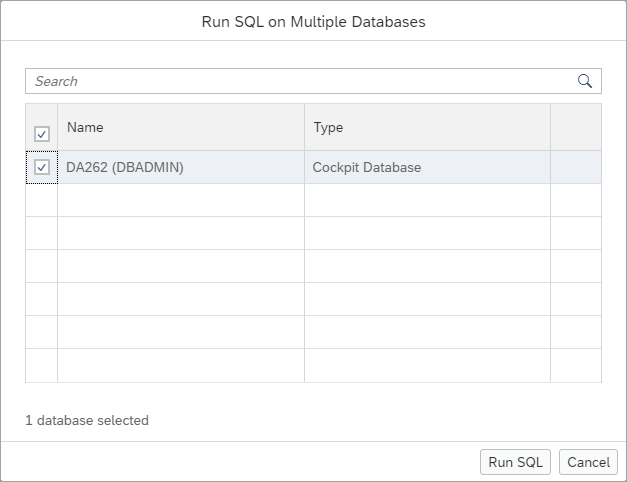 Run SQL on Multiple Databases
Search
Name Type
DA262 (DBADMIN) Cockpit Database
1 database selected
Run SQL Cancel